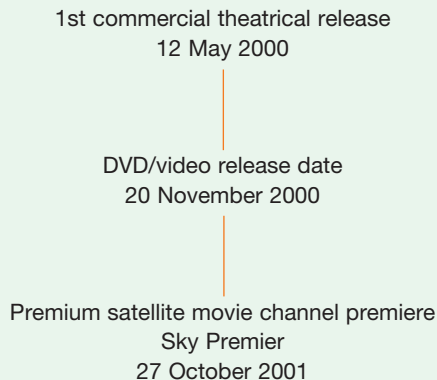 1st commercial theatrical release
12 May 2000
DVD/video release date
20 November 2000
Premium satellite movie channel premiere
Sky Premier
27 October 2001